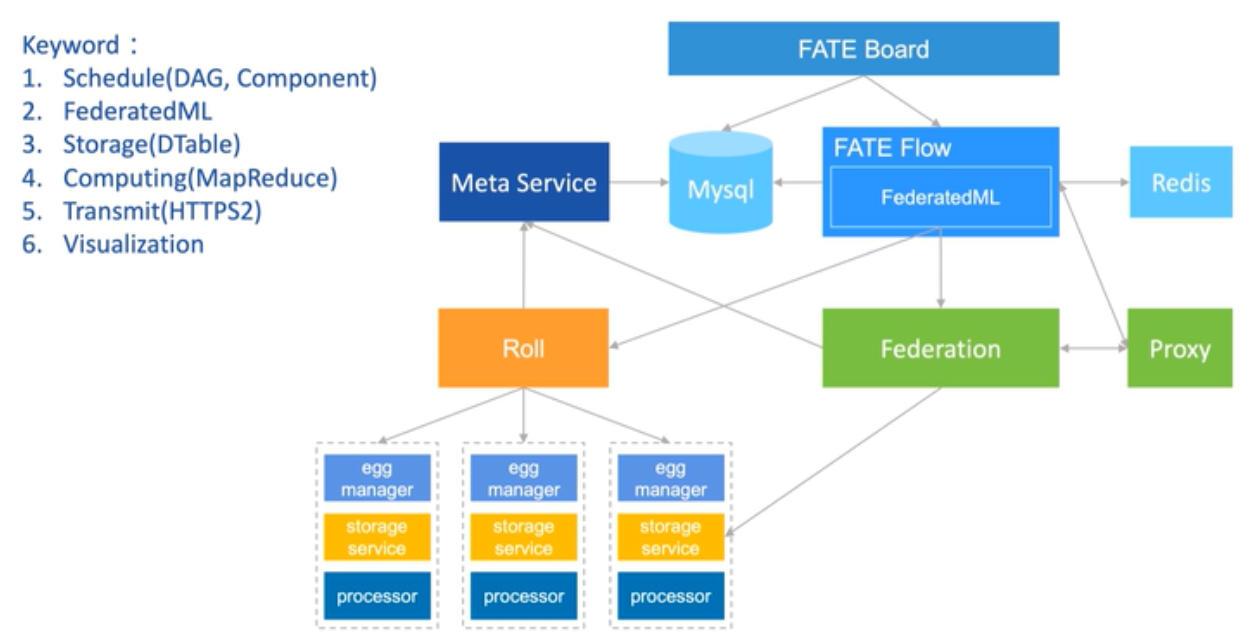 Keyword：
1. Schedule(DAG, Component)
2. FederatedML
3. Storage(DTable)
4. Computing(MapReduce)
5. Transmit(HTTPS2)
6. Visualization
FATE Board
Meta Service
Mysql
FATE Flow
FederatedML
Redis
Roll
Federation
Proxy
egg
manager
storage
service
processor
egg
manager
storage
service
processor
egg
manager
storage
service
processor